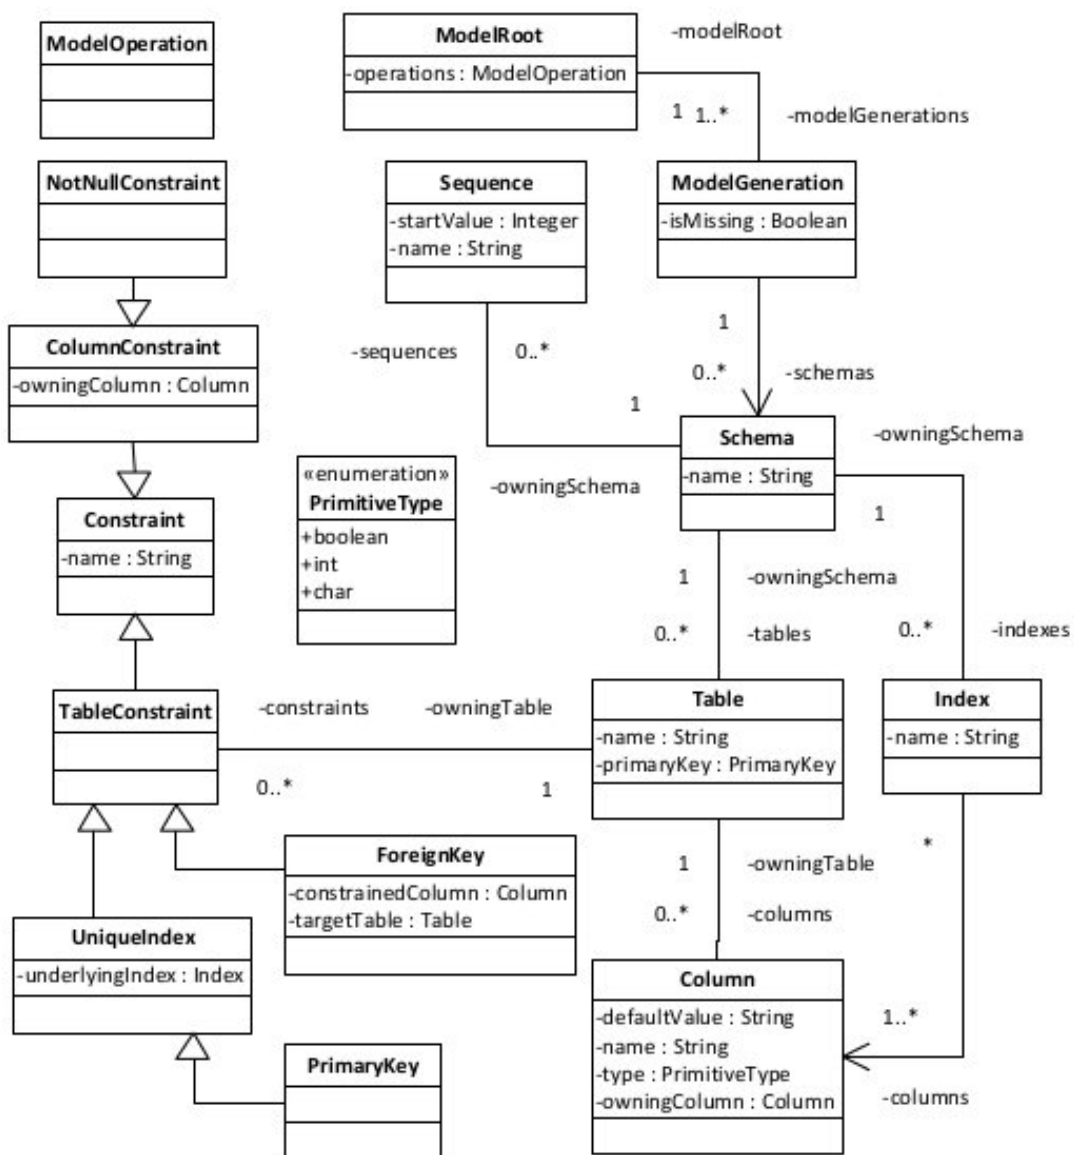 ModelOperation
ModelRoot
-operations : ModelOperation
-modelRoot
1
1..*
-modelGenerations
NotNullConstraint
Sequence
-startValue : Integer
-name : String
ModelGeneration
-isMissing : Boolean
ColumnConstraint
-owningColumn : Column
-sequences
0..*
1
0..*
-schemas
1
Schema
-name : String
-owningSchema
-owningSchema
1
«enumeration»
PrimitiveType
+boolean
+int
+char
Constraint
-name : String
1
-owningSchema
0..*
-tables
0..*
-indexes
TableConstraint
-constraints
-owningTable
0..*
1
Table
-name : String
-primaryKey : PrimaryKey
Index
-name : String
ForeignKey
-constrainedColumn : Column
-targetTable : Table
1
-owningTable
0..*
-columns
*
UniqueIndex
-underlyingIndex : Index
Column
-defaultValue : String
-name : String
-type : PrimitiveType
-owningColumn : Column
1..*
-columns
PrimaryKey